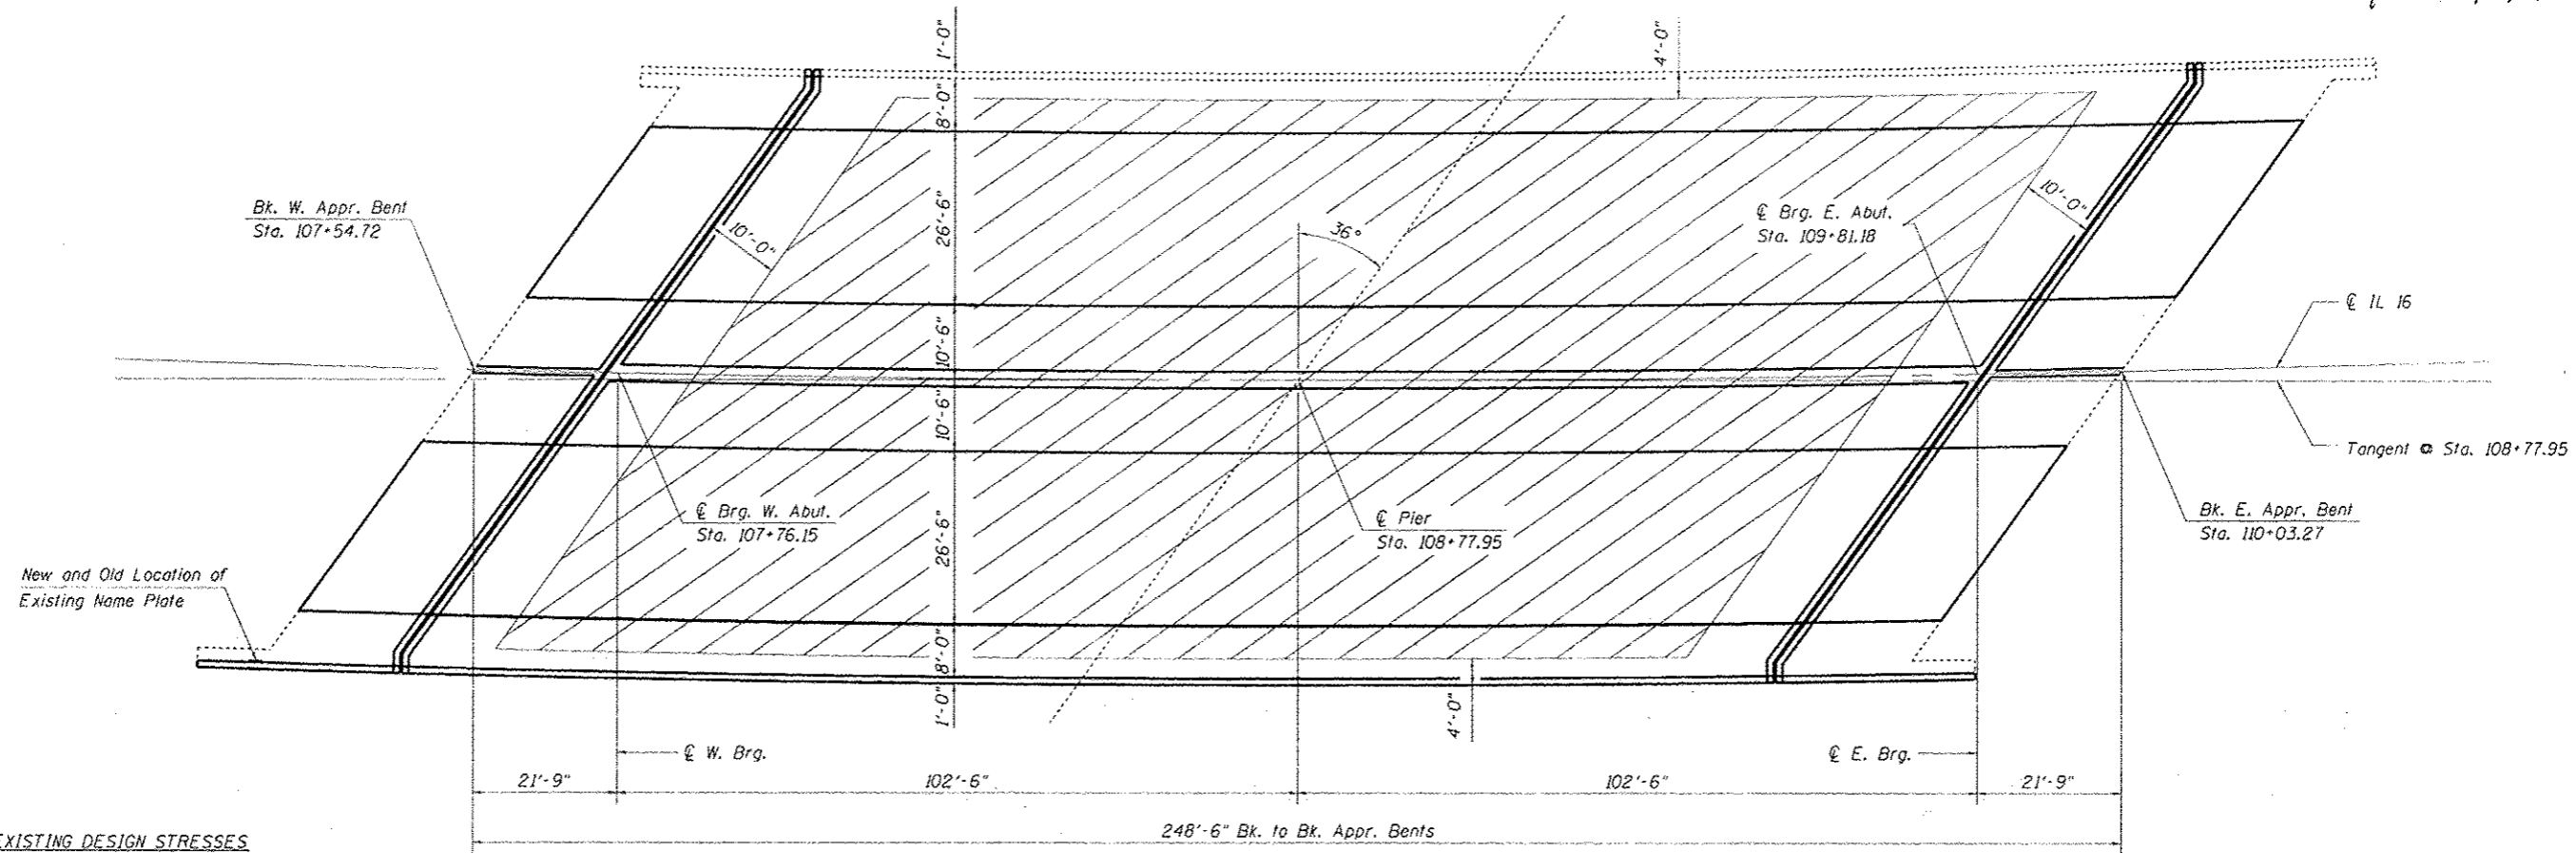 1'-0"
4'-0"
8'-0"
Bk. W. Appr. Bent
Sta. 107+54.72
10'-0"
26'-6"
36°
℄ Brg. E. Abut.
Sta. 109+81.18
10'-0"
℄ IL 16
10'-6"
10'-6"
Tangent @ Sta. 108+77.95
℄ Brg. W. Abut.
Sta. 107+76.15
26'-6"
℄ Pier
Sta. 108+77.95
Bk. E. Appr. Bent
Sta. 110+03.27
New and Old Location of
Existing Name Plate
8'-0"
1'-0"
4'-0"
℄ W. Brg.
℄ E. Brg.
21'-9"
102'-6"
102'-6"
21'-9"
248'-6" Bk. to Bk. Appr. Bents
EXISTING DESIGN STRESSES